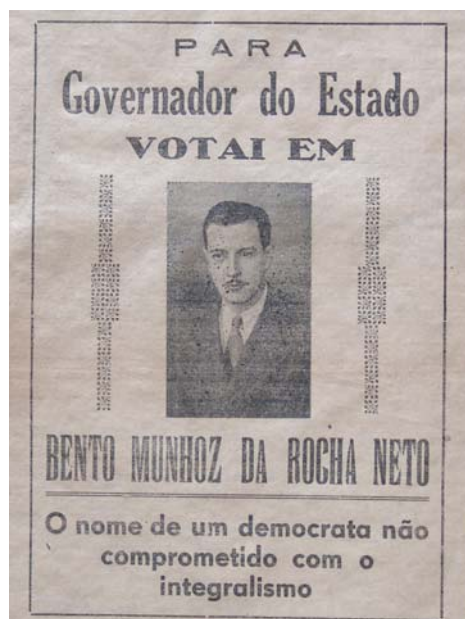 PARA
Governador do Estado
VOTAI EM
BENTO MUNHOZ DA ROCHA NETO
O nome de um democrata não
comprometido com o
integralismo